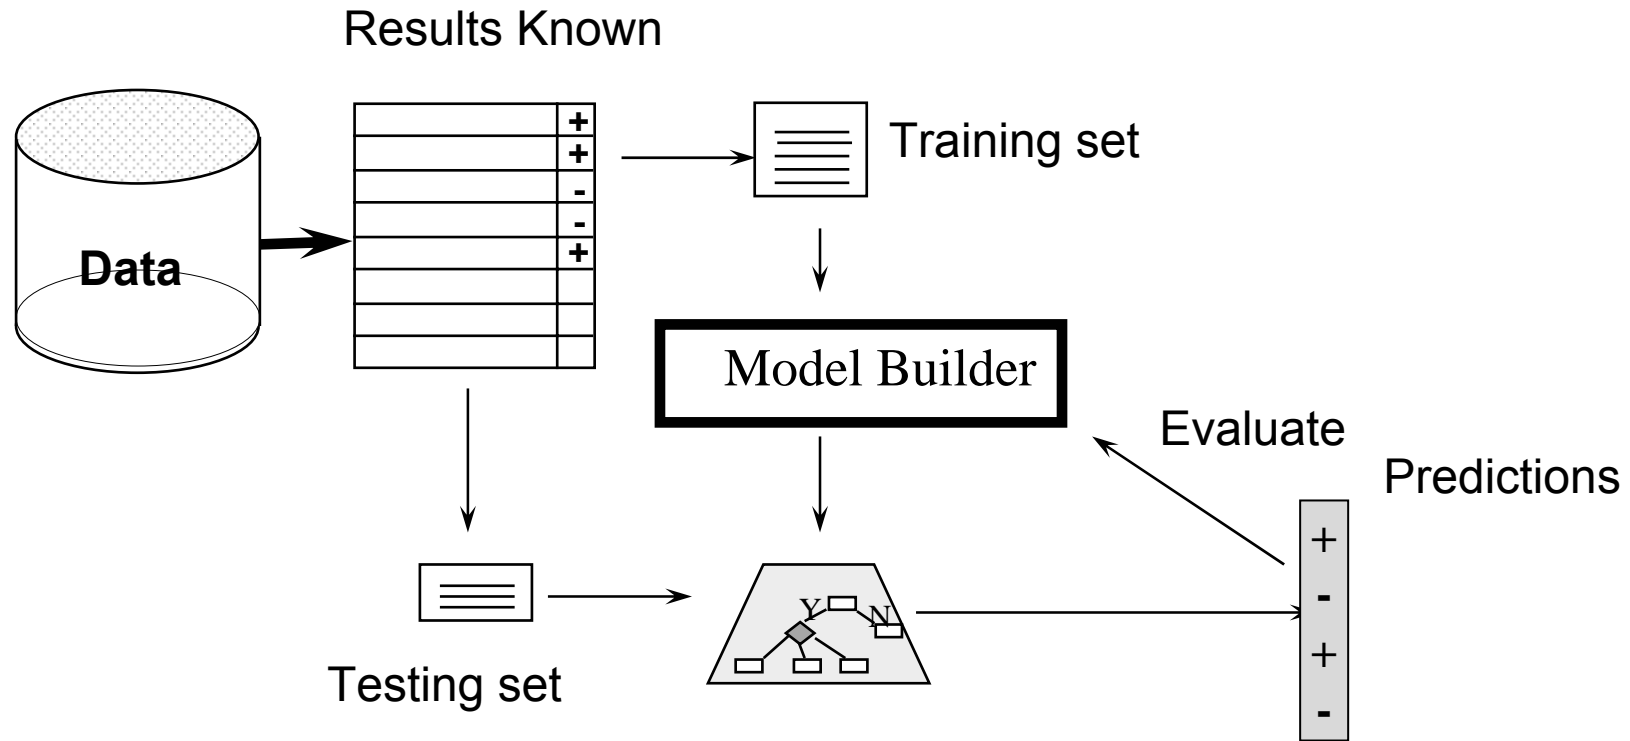 Results Known
+
+
-
-
+
Training set
Data
Model Builder
Evaluate
Predictions
Y
N
+
-
+
-
Testing set